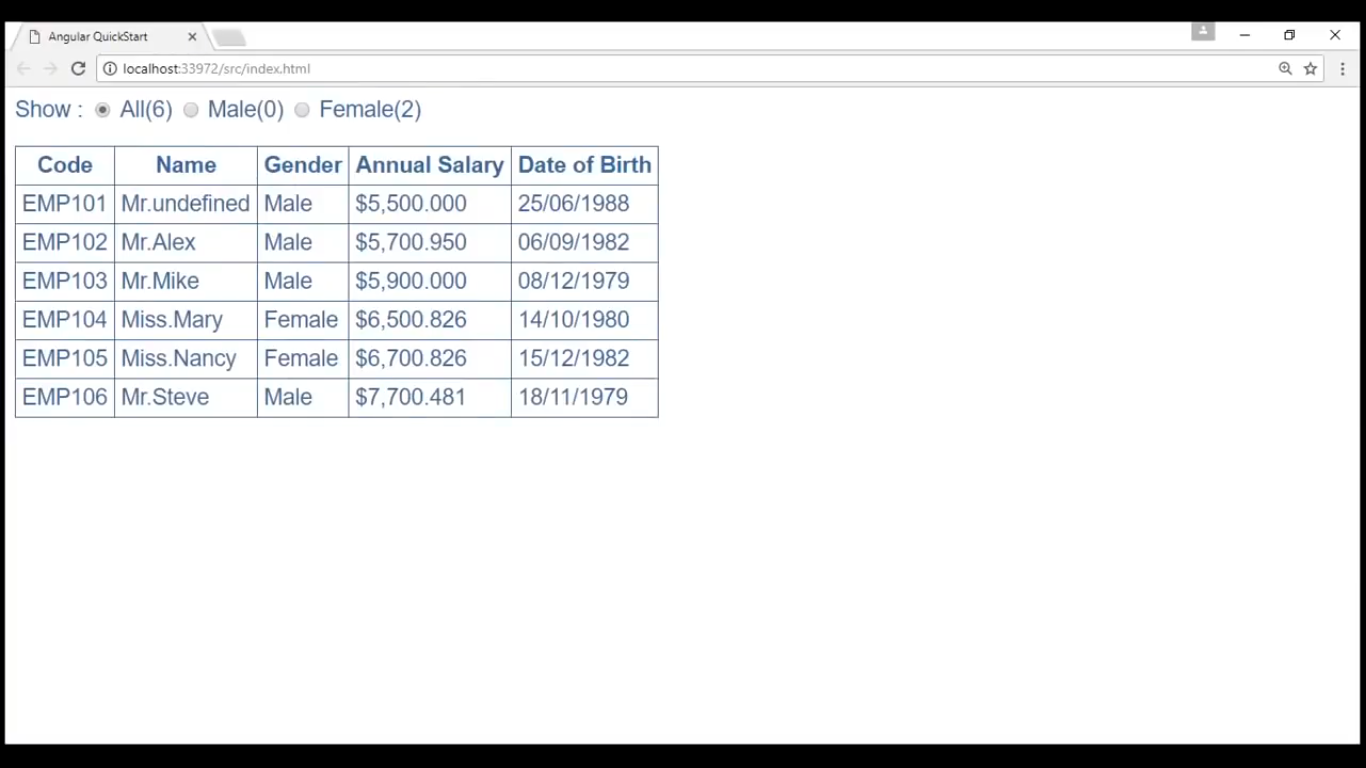 Angular QuickStart
localhost:33972/src/index.html
Show : All(6) Male(0) Female(2)
Code Name Gender Annual Salary Date of Birth
EMP101 Mr.undefined Male $5,500.000 25/06/1988
EMP102 Mr.Alex Male $5,700.950 06/09/1982
EMP103 Mr.Mike Male $5,900.000 08/12/1979
EMP104 Miss.Mary Female $6,500.826 14/10/1980
EMP105 Miss.Nancy Female $6,700.826 15/12/1982
EMP106 Mr.Steve Male $7,700.481 18/11/1979